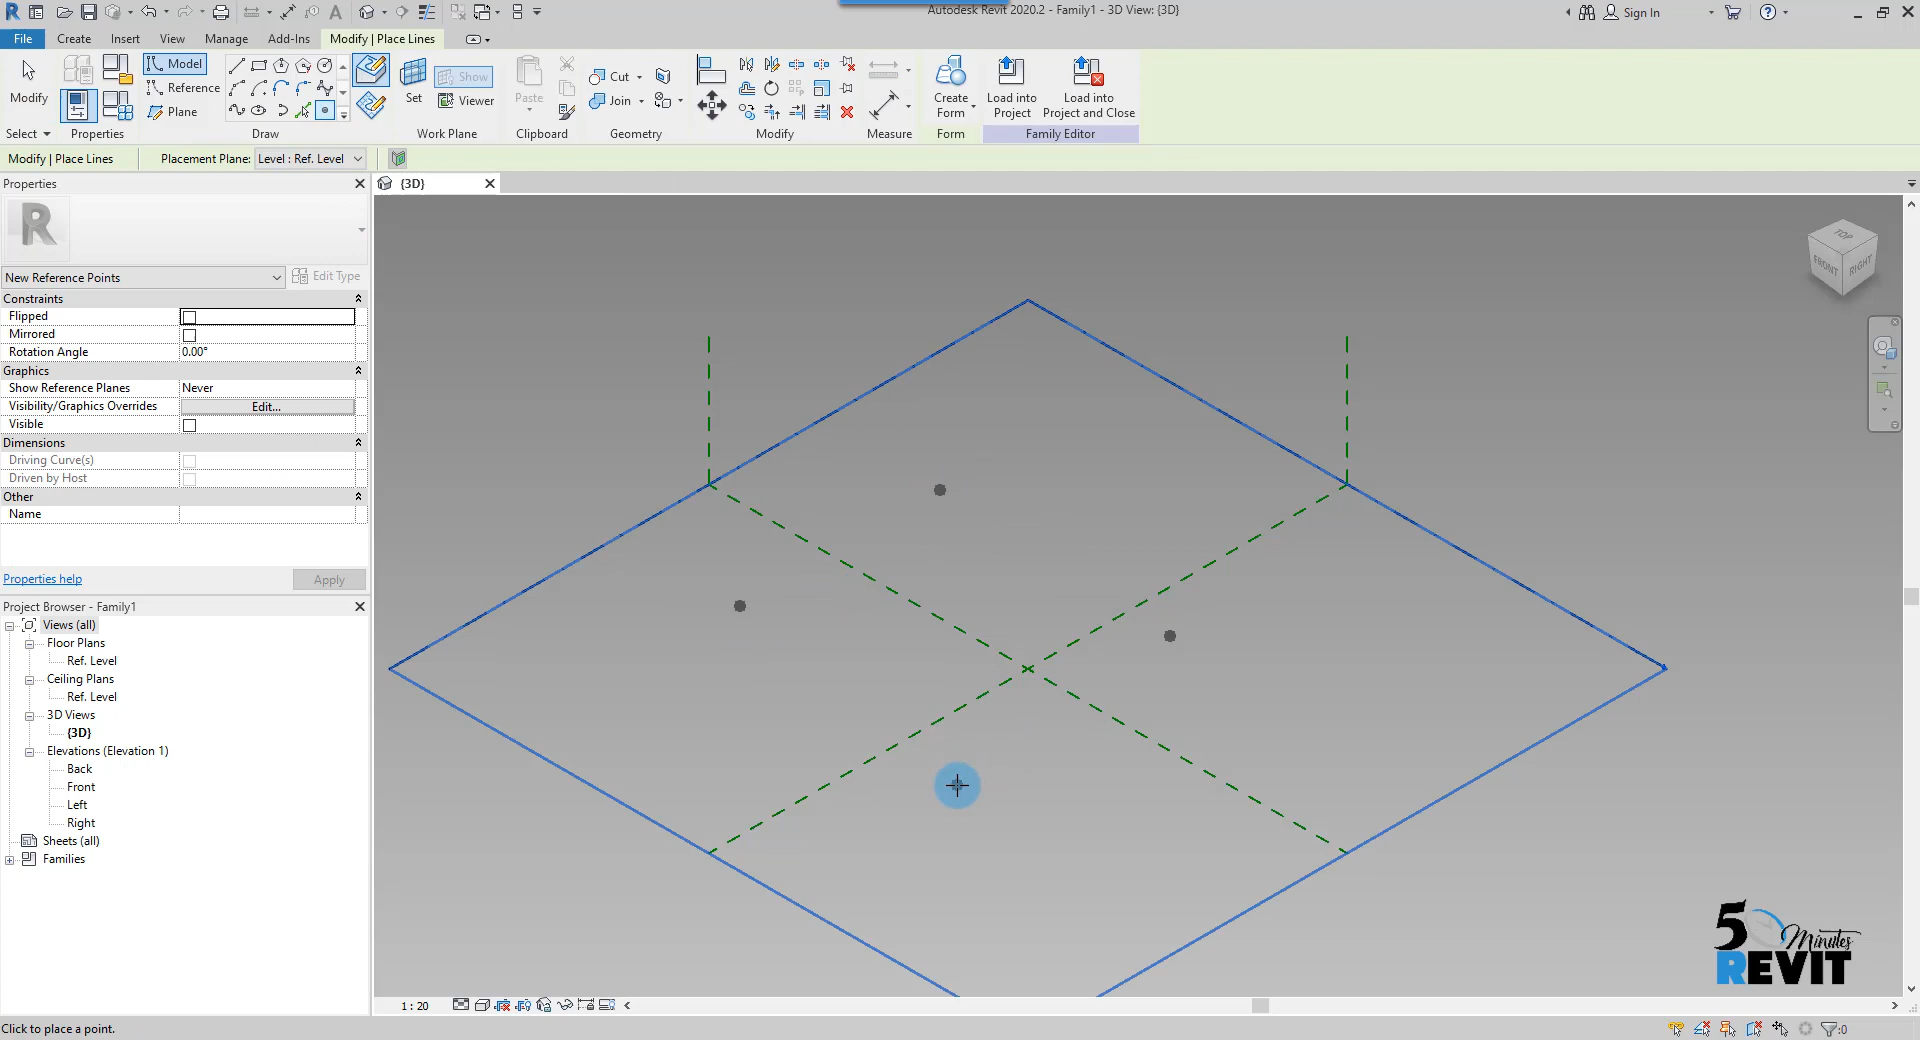 Autodesk Revit 2020.2 - Family1 - 3D View: {3D}
Sign In
File Create Insert View Manage Add-Ins Modify | Place Lines
Modify
Model
Reference
Plane
Set
Show
Viewer
Paste
Cut
Join
Create Form
Load into Project
Load into Project and Close
Select Properties Draw Work Plane Clipboard Geometry Modify Measure Form Family Editor
Modify | Place Lines Placement Plane: Level : Ref. Level
Properties
{3D}
R
New Reference Points Edit Type
Constraints
Flipped
Mirrored
Rotation Angle 0.00°
Graphics
Show Reference Planes Never
Visibility/Graphics Overrides Edit...
Visible
Dimensions
Driving Curve(s)
Driven by Host
Other
Name
Properties help Apply
Project Browser - Family1
Views (all)
Floor Plans
Ref. Level
Ceiling Plans
Ref. Level
3D Views
{3D}
Elevations (Elevation 1)
Back
Front
Left
Right
Sheets (all)
Families
TOP
FRONT RIGHT
5 Minutes
REVIT
1 : 20
Click to place a point.
:0